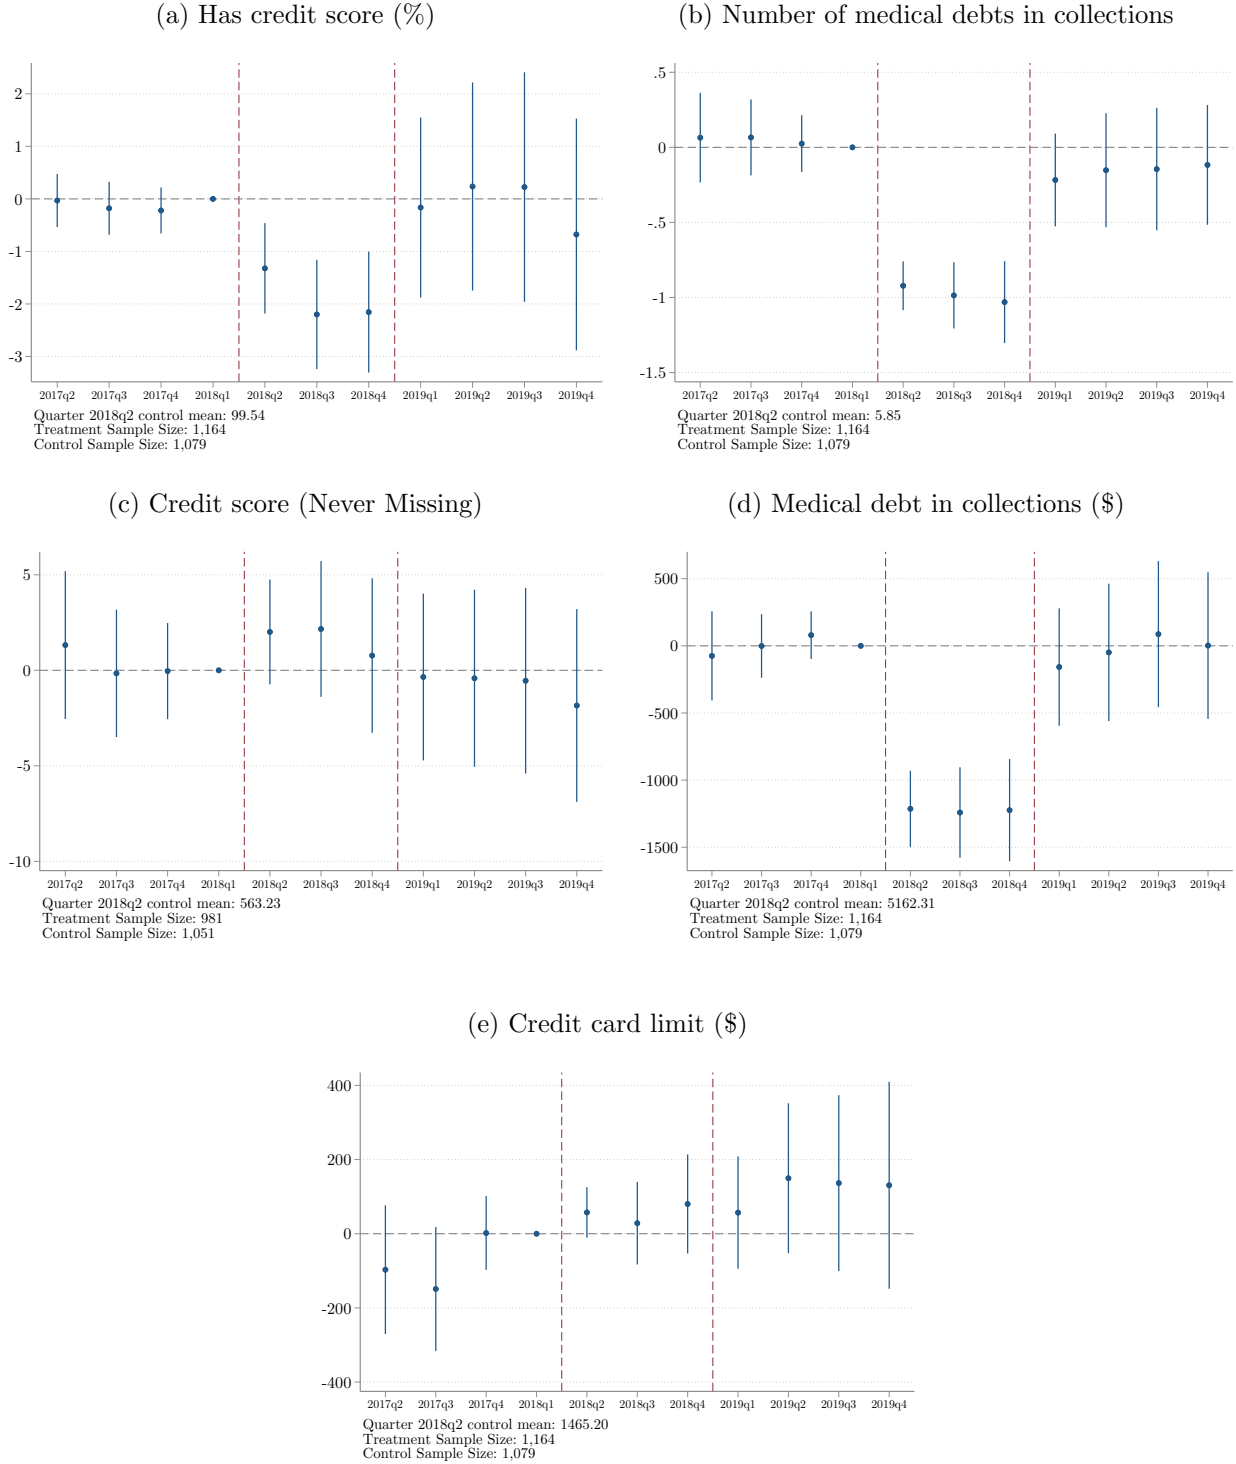 (a) Has credit score (%)
2
1
0
-1
-2
-3
2017q2 2017q3 2017q4 2018q1 2018q2 2018q3 2018q4 2019q1 2019q2 2019q3 2019q4
Quarter 2018q2 control mean: 99.54
Treatment Sample Size: 1,164
Control Sample Size: 1,079
(b) Number of medical debts in collections
.5
0
-.5
-1
-1.5
2017q2 2017q3 2017q4 2018q1 2018q2 2018q3 2018q4 2019q1 2019q2 2019q3 2019q4
Quarter 2018q2 control mean: 5.85
Treatment Sample Size: 1,164
Control Sample Size: 1,079
(c) Credit score (Never Missing)
5
0
-5
-10
2017q2 2017q3 2017q4 2018q1 2018q2 2018q3 2018q4 2019q1 2019q2 2019q3 2019q4
Quarter 2018q2 control mean: 563.23
Treatment Sample Size: 981
Control Sample Size: 1,051
(d) Medical debt in collections ($)
500
0
-500
-1000
-1500
2017q2 2017q3 2017q4 2018q1 2018q2 2018q3 2018q4 2019q1 2019q2 2019q3 2019q4
Quarter 2018q2 control mean: 5162.31
Treatment Sample Size: 1,164
Control Sample Size: 1,079
(e) Credit card limit ($)
400
200
0
-200
-400
2017q2 2017q3 2017q4 2018q1 2018q2 2018q3 2018q4 2019q1 2019q2 2019q3 2019q4
Quarter 2018q2 control mean: 1465.20
Treatment Sample Size: 1,164
Control Sample Size: 1,079